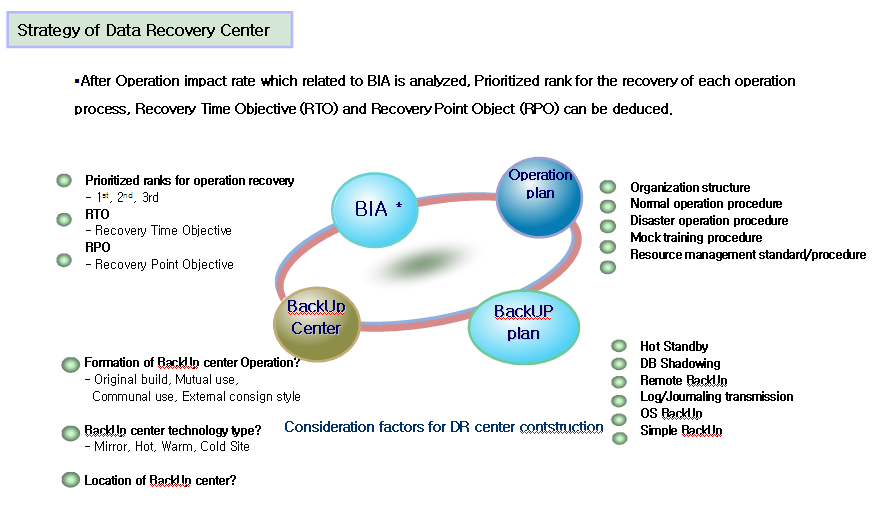 Strategy of Data Recovery Center
▪After Operation impact rate which related to BIA is analyzed, Prioritized rank for the recovery of each operation
process, Recovery Time Objective (RTO) and Recovery Point Object (RPO) can be deduced.
Prioritized ranks for operation recovery
- 1st, 2nd, 3rd
RTO
- Recovery Time Objective
RPO
- Recovery Point Objective
BIA *
Operation
plan
Organization structure
Normal operation procedure
Disaster operation procedure
Mock training procedure
Resource management standard/procedure
BackUp
Center
BackUP
plan
Formation of BackUp center Operation?
- Original build, Mutual use,
Communal use, External consign style
BackUp center technology type?
- Mirror, Hot, Warm, Cold Site
Location of BackUp center?
Consideration factors for DR center contstruction
Hot Standby
DB Shadowing
Remote BackUp
Log/Journaling transmission
OS BackUp
Simple BackUp